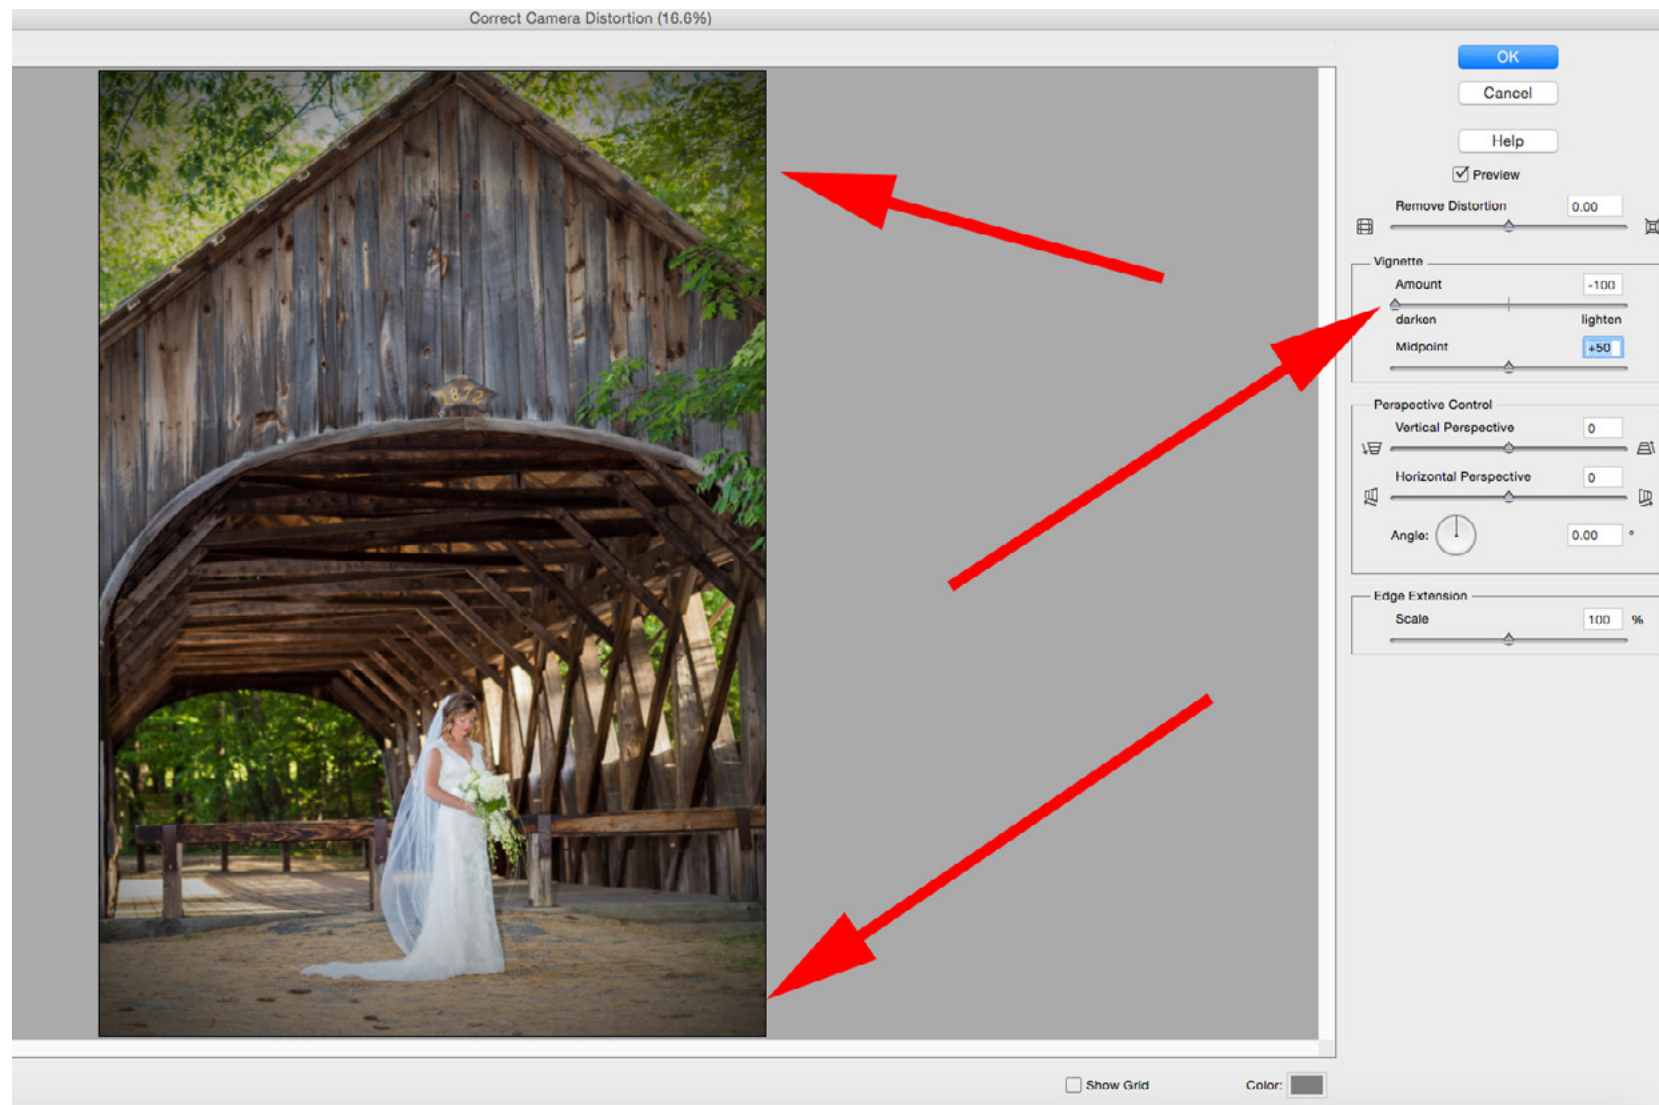 Correct Camera Distortion (16.6%)
OK
Cancel
Help
Preview
Remove Distortion 0.00
Vignette
Amount -100
darken lighten
Midpoint +50
Perspective Control
Vertical Perspective 0
Horizontal Perspective 0
Angle: 0.00 °
Edge Extension
Scale 100 %
1872
Show Grid Color: